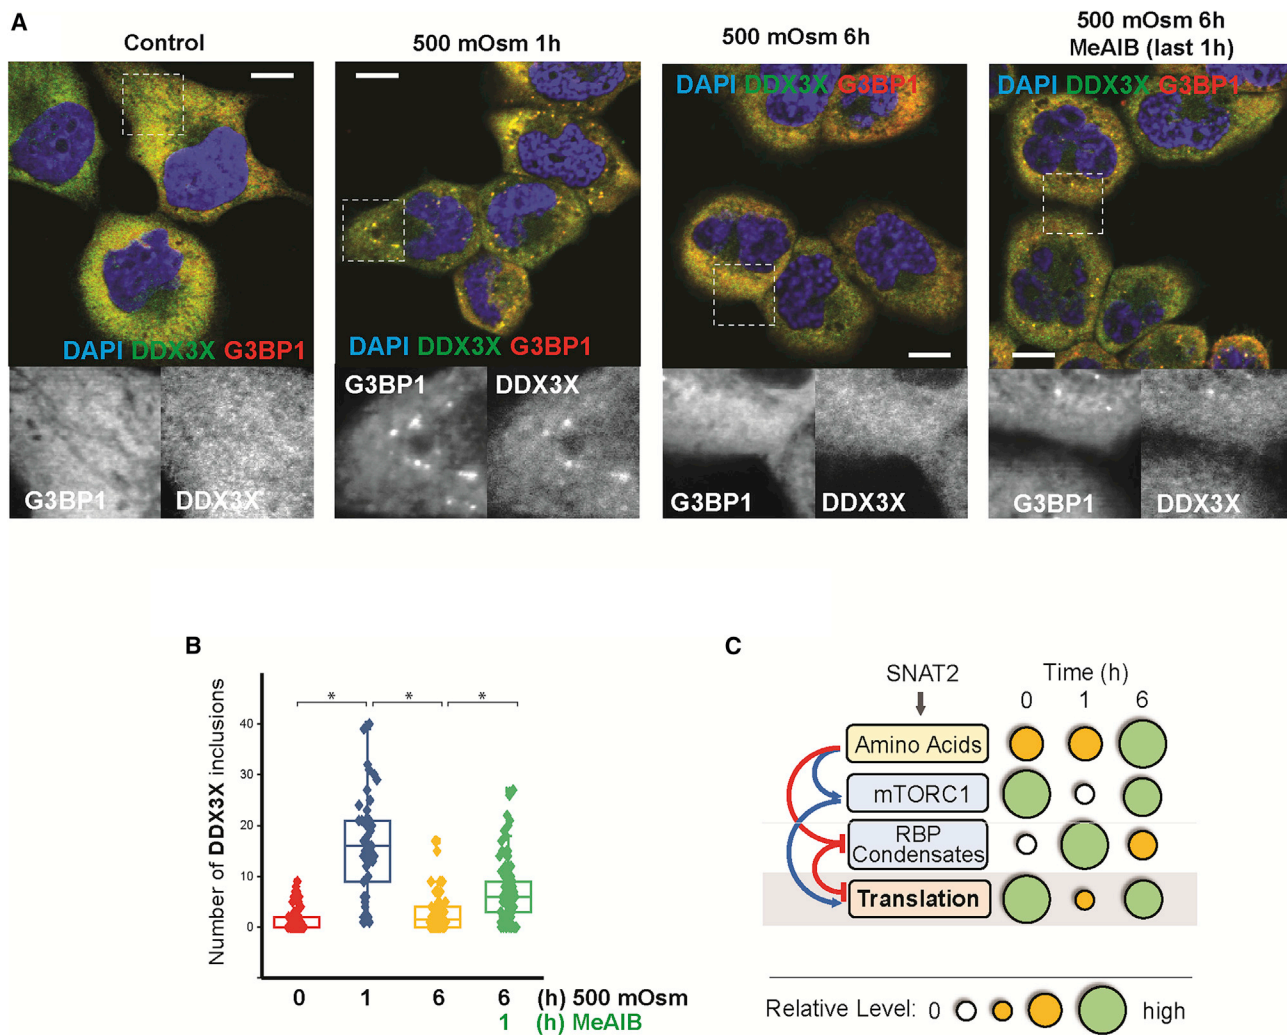 A
Control
500 mOsm 1h
500 mOsm 6h
500 mOsm 6h
MeAIB (last 1h)
DAPI DDX3X G3BP1
DAPI DDX3X G3BP1
DAPI DDX3X G3BP1
DAPI DDX3X G3BP1
G3BP1
DDX3X
G3BP1
DDX3X
G3BP1
DDX3X
G3BP1
DDX3X
B
Number of DDX3X inclusions
40
30
20
10
0
* * *
0 1 6 6 (h) 500 mOsm
1 (h) MeAIB
C
SNAT2
Time (h)
0 1 6
Amino Acids
mTORC1
RBP
Condensates
Translation
Relative Level: 0 high